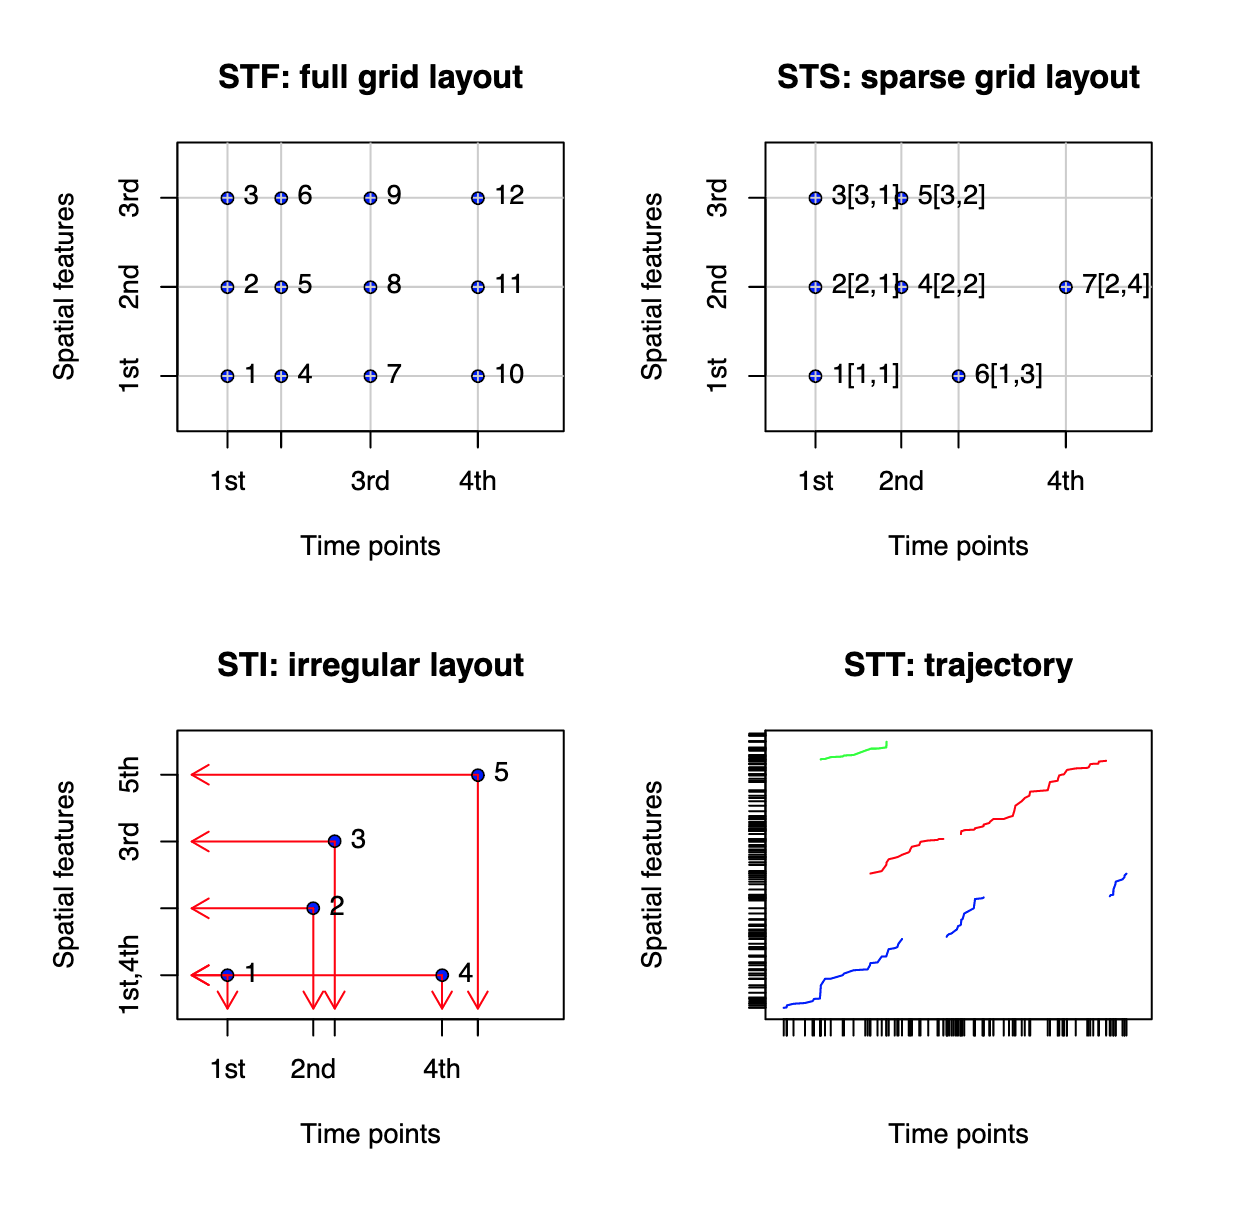 STF: full grid layout
Spatial features
3rd
2nd
1st
3 6 9 12
2 5 8 11
1 4 7 10
1st 3rd 4th
Time points
STS: sparse grid layout
Spatial features
3rd
2nd
1st
3[3,1] 5[3,2]
2[2,1] 4[2,2] 7[2,4]
1[1,1] 6[1,3]
1st 2nd 4th
Time points
STI: irregular layout
Spatial features
5th
3rd
1st,4th
5
3
2
1 4
1st 2nd 4th
Time points
STT: trajectory
Spatial features
Time points